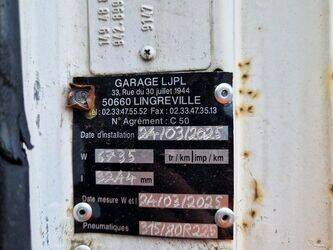 GARAGE LJPL
33, Rue du 30 juillet 1944
50660 LINGREVILLE
Tél : 02.33.47.55.52 Fax : 02.33.47.35.13
N° Agrément : C 50
Date d'installation 24/03/2025
W 3735 tr / km imp / km
l 3244 mm
Date mesure W et l 24/03/2025
Pneumatiques 315/80R225